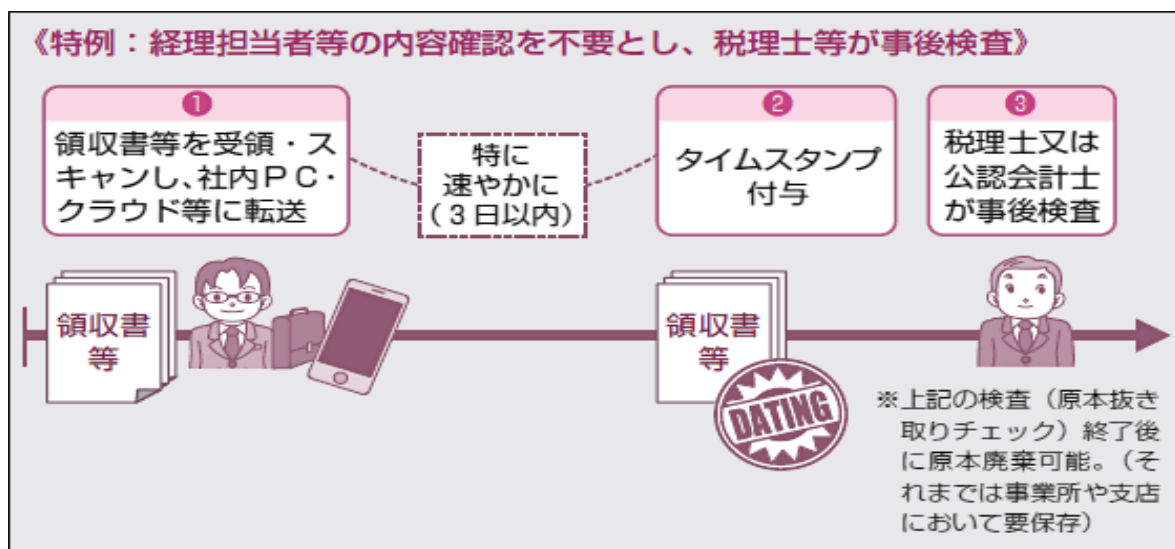 《特例：経理担当者等の内容確認を不要とし、税理士等が事後検査》
❶
領収書等を受領・ス
キャンし、社内ＰＣ・
クラウド等に転送
特に
速やかに
（３日以内）
❷
タイムスタンプ
付与
❸
税理士又は
公認会計士
が事後検査
領収書
等
領収書
等
DATING
※上記の検査（原本抜き
取りチェック）終了後
に原本廃棄可能。（そ
れまでは事業所や支店
において要保存）